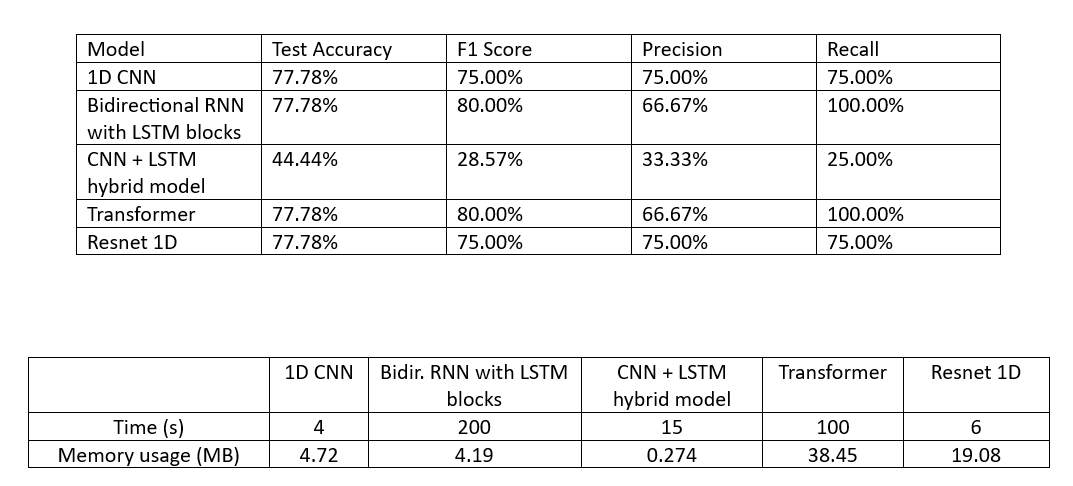 Model Test Accuracy F1 Score Precision Recall
1D CNN 77.78% 75.00% 75.00% 75.00%
Bidirectional RNN 77.78% 80.00% 66.67% 100.00%
with LSTM blocks
CNN + LSTM 44.44% 28.57% 33.33% 25.00%
hybrid model
Transformer 77.78% 80.00% 66.67% 100.00%
Resnet 1D 77.78% 75.00% 75.00% 75.00%
1D CNN Bidir. RNN with LSTM CNN + LSTM Transformer Resnet 1D
blocks hybrid model
Time (s) 4 200 15 100 6
Memory usage (MB) 4.72 4.19 0.274 38.45 19.08